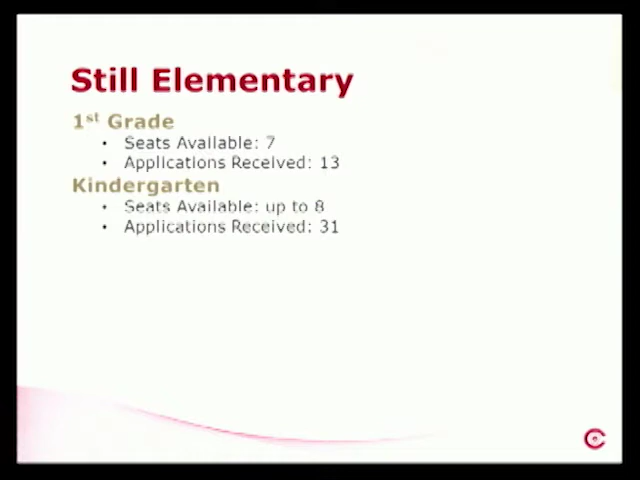 Still Elementary
1st Grade
• Seats Available: 7
• Applications Received: 13
Kindergarten
• Seats Available: up to 8
• Applications Received: 31